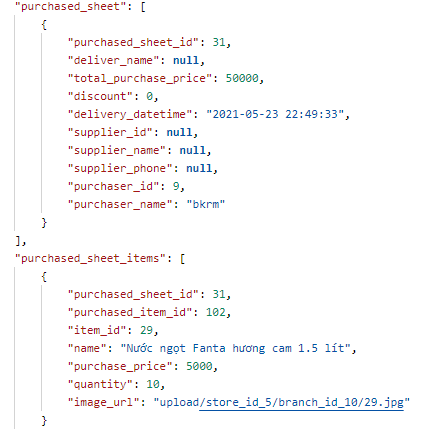 "purchased_sheet": [
{
"purchased_sheet_id": 31,
"deliver_name": null,
"total_purchase_price": 50000,
"discount": 0,
"delivery_datetime": "2021-05-23 22:49:33",
"supplier_id": null,
"supplier_name": null,
"supplier_phone": null,
"purchaser_id": 9,
"purchaser_name": "bkrm"
}
],
"purchased_sheet_items": [
{
"purchased_sheet_id": 31,
"purchased_item_id": 102,
"item_id": 29,
"name": "Nước ngọt Fanta hương cam 1.5 lít",
"purchase_price": 5000,
"quantity": 10,
"image_url": "upload/store_id_5/branch_id_10/29.jpg"
}